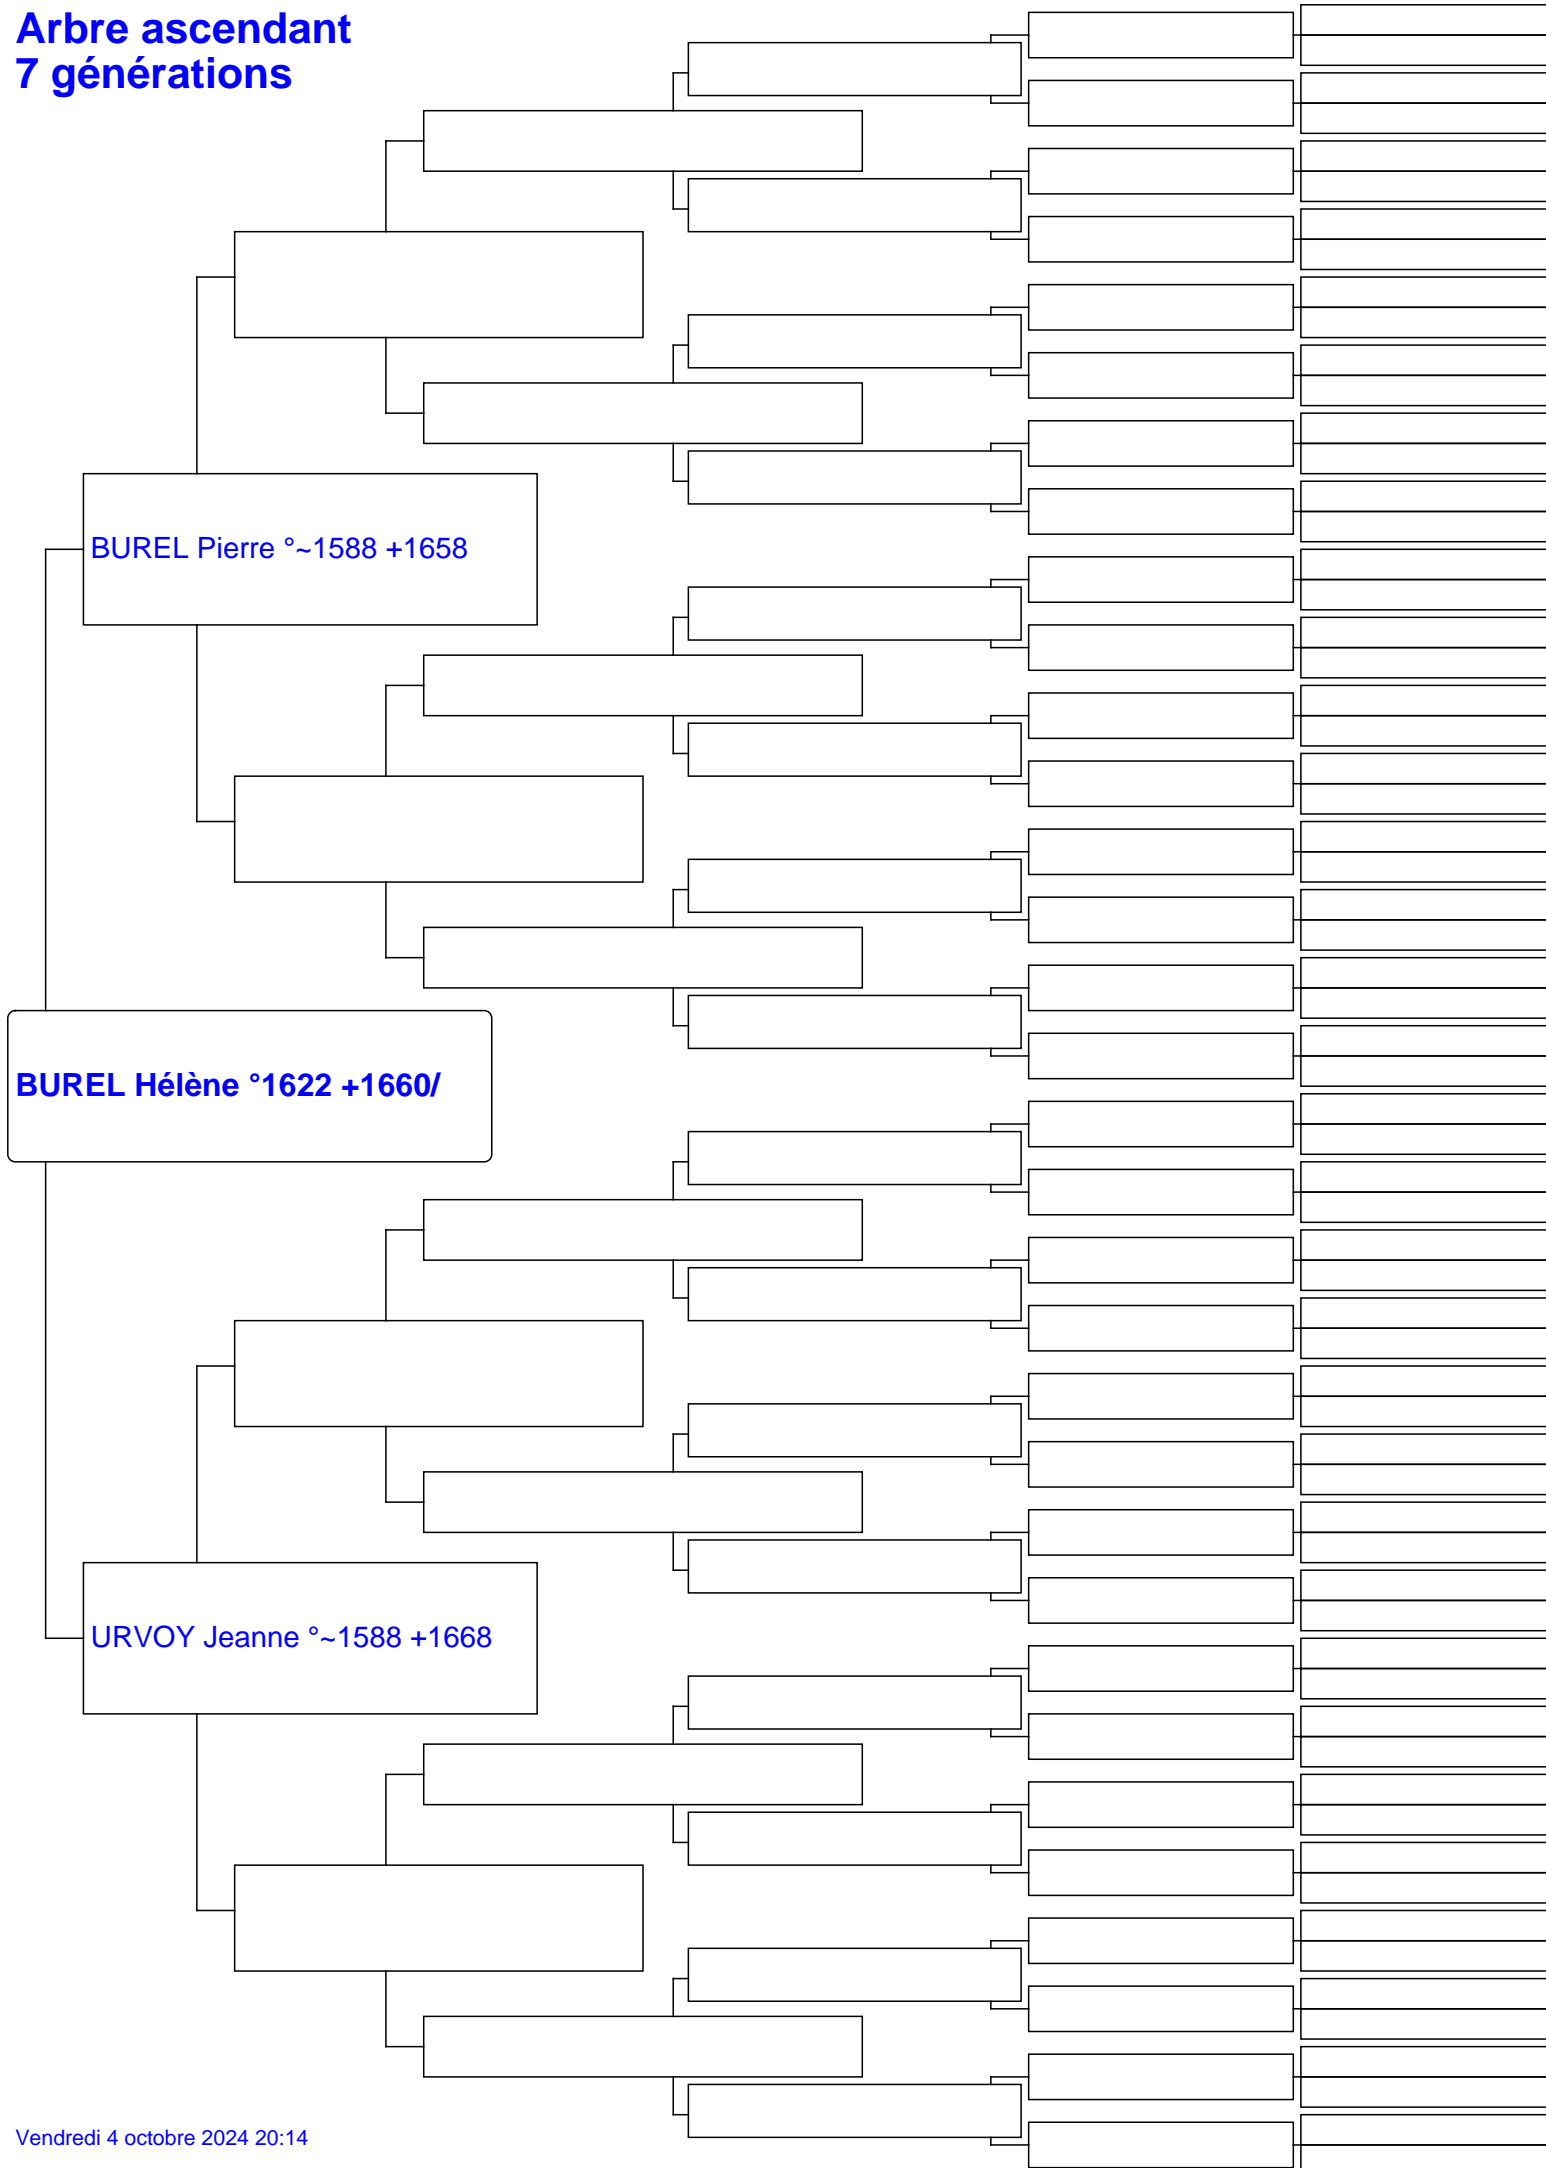 Arbre ascendant
7 générations
BUREL Pierre °~1588 +1658
BUREL Hélène °1622 +1660/
URVOY Jeanne °~1588 +1668
Vendredi 4 octobre 2024 20:14